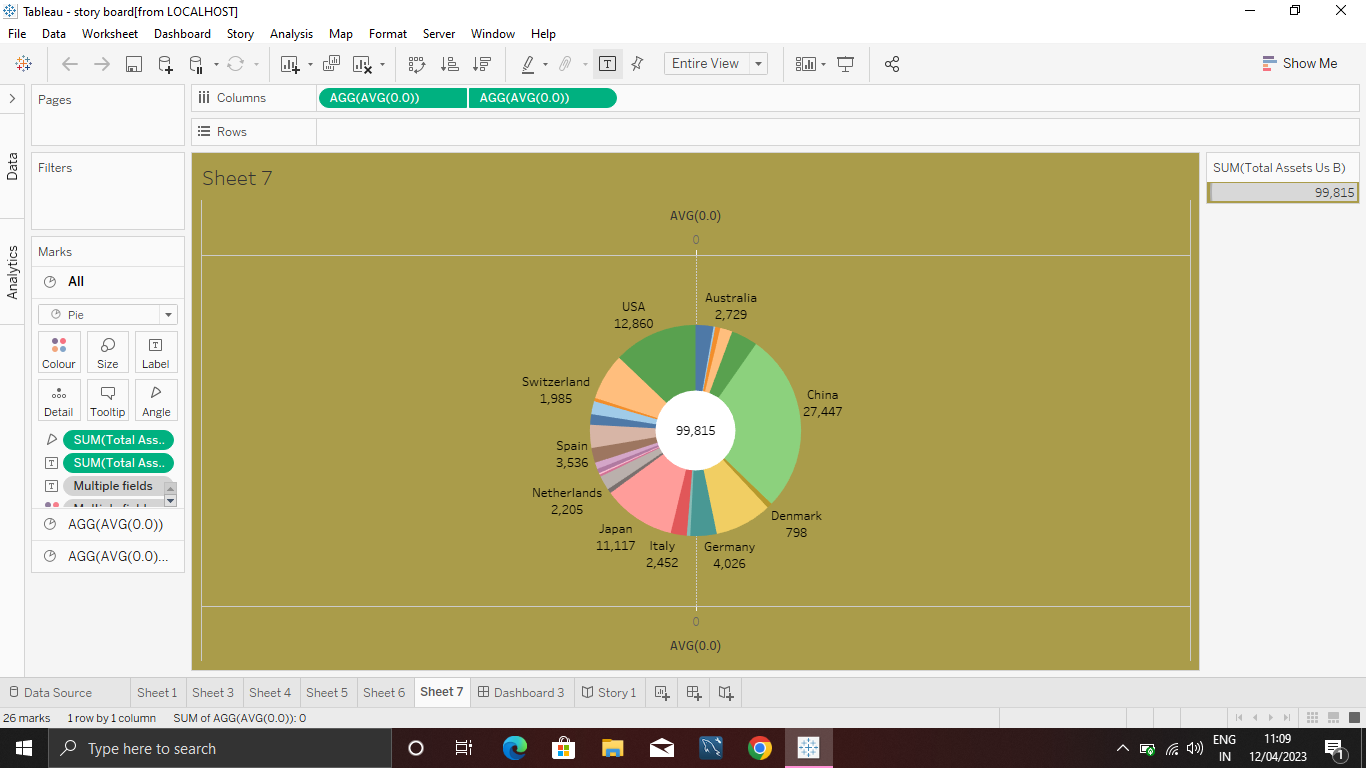 Tableau - story board[from LOCALHOST]
File Data Worksheet Dashboard Story Analysis Map Format Server Window Help
Entire View
Show Me
Pages
Columns
AGG(AVG(0.0)) AGG(AVG(0.0))
Rows
Data
Analytics
Filters
Marks
All
Pie
Colour Size Label
Detail Tooltip Angle
SUM(Total Ass..
SUM(Total Ass..
Multiple fields
AGG(AVG(0.0))
AGG(AVG(0.0)...
Sheet 7
AVG(0.0)
0
USA
12,860
Australia
2,729
Switzerland
1,985
China
27,447
99,815
Spain
3,536
Netherlands
2,205
Denmark
798
Japan
11,117
Italy
2,452
Germany
4,026
0
AVG(0.0)
SUM(Total Assets Us B)
99,815
Data Source Sheet 1 Sheet 3 Sheet 4 Sheet 5 Sheet 6 Sheet 7 Dashboard 3 Story 1
26 marks 1 row by 1 column SUM of AGG(AVG(0.0)): 0
Type here to search
ENG
IN
11:09
12/04/2023
1